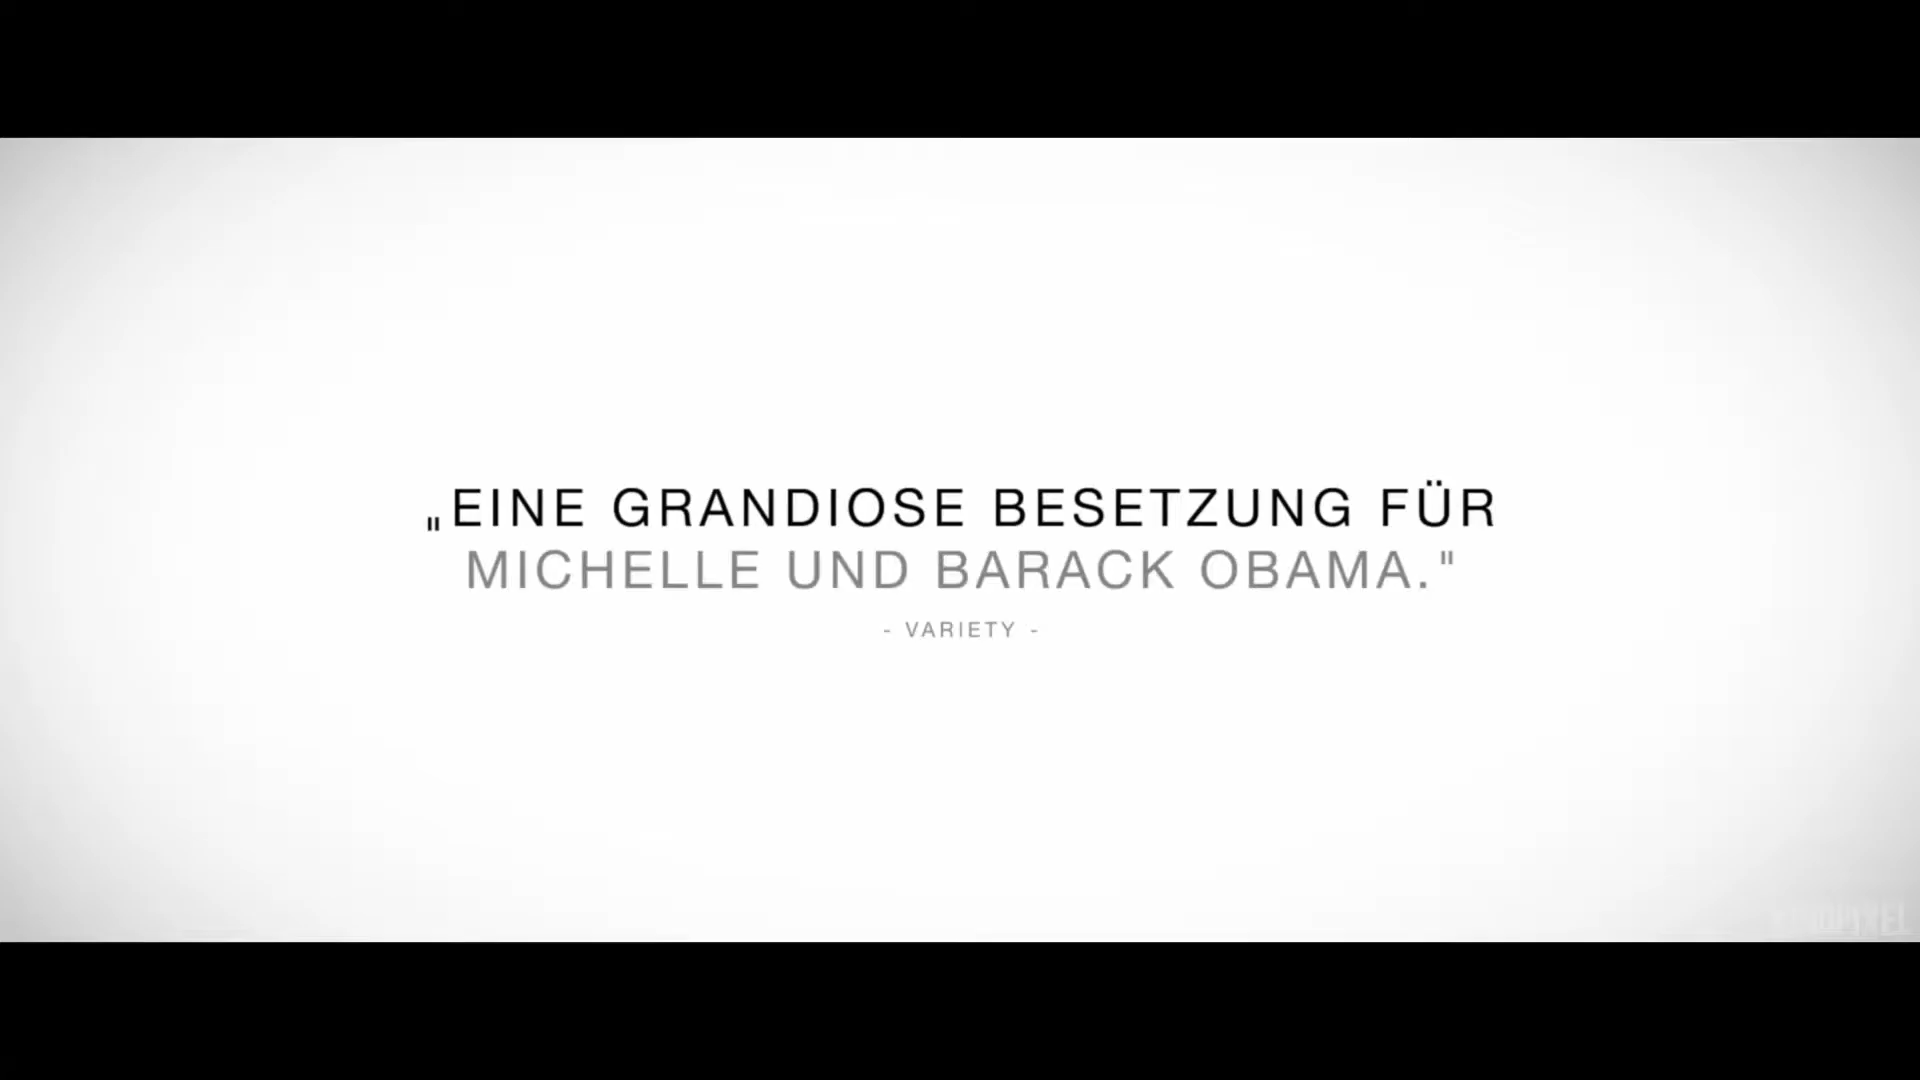 „EINE GRANDIOSE BESETZUNG FÜR
MICHELLE UND BARACK OBAMA."
- VARIETY -